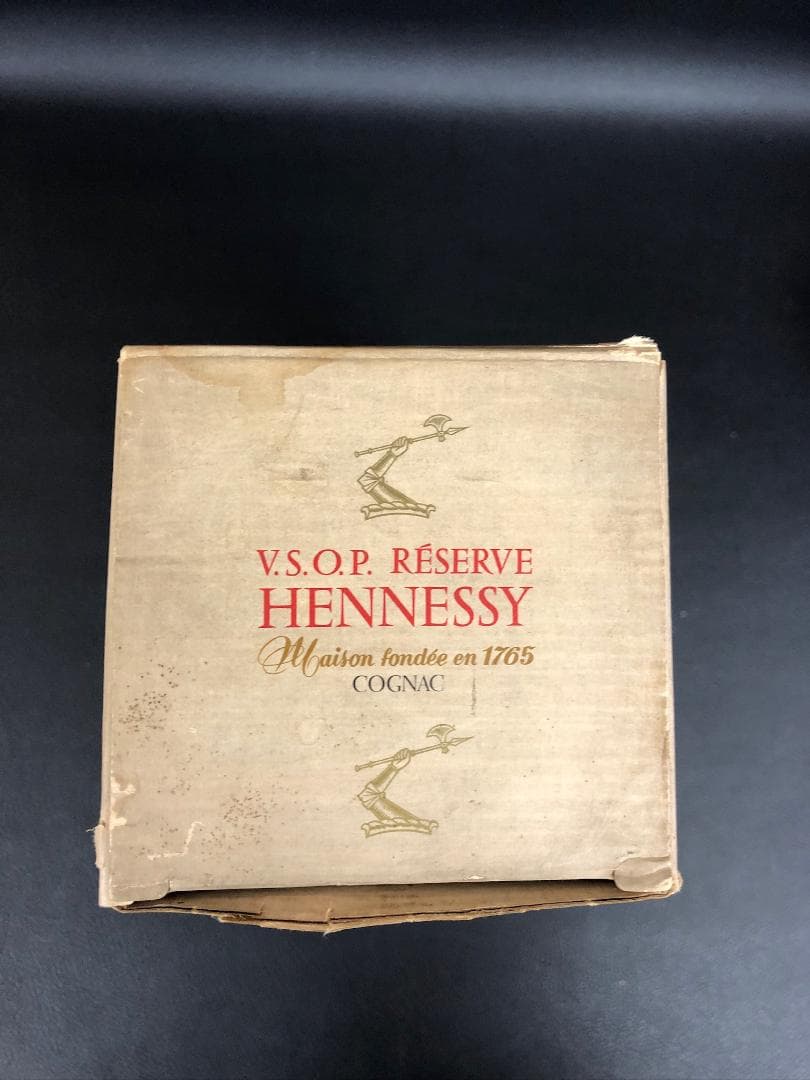 V.S.O.P. RÉSERVE
HENNESSY
Maison fondée en 1765
COGNAC